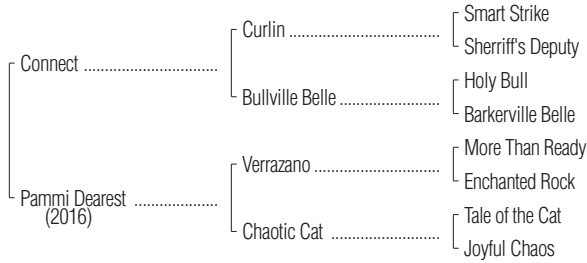 Smart Strike
Curlin ..................................
Sherriff's Deputy
Connect ..............................
Holy Bull
Bullville Belle ......................
Barkerville Belle
More Than Ready
Verrazano ...........................
Enchanted Rock
Pammi Dearest ..................
(2016)
Tale of the Cat
Chaotic Cat ........................
Joyful Chaos